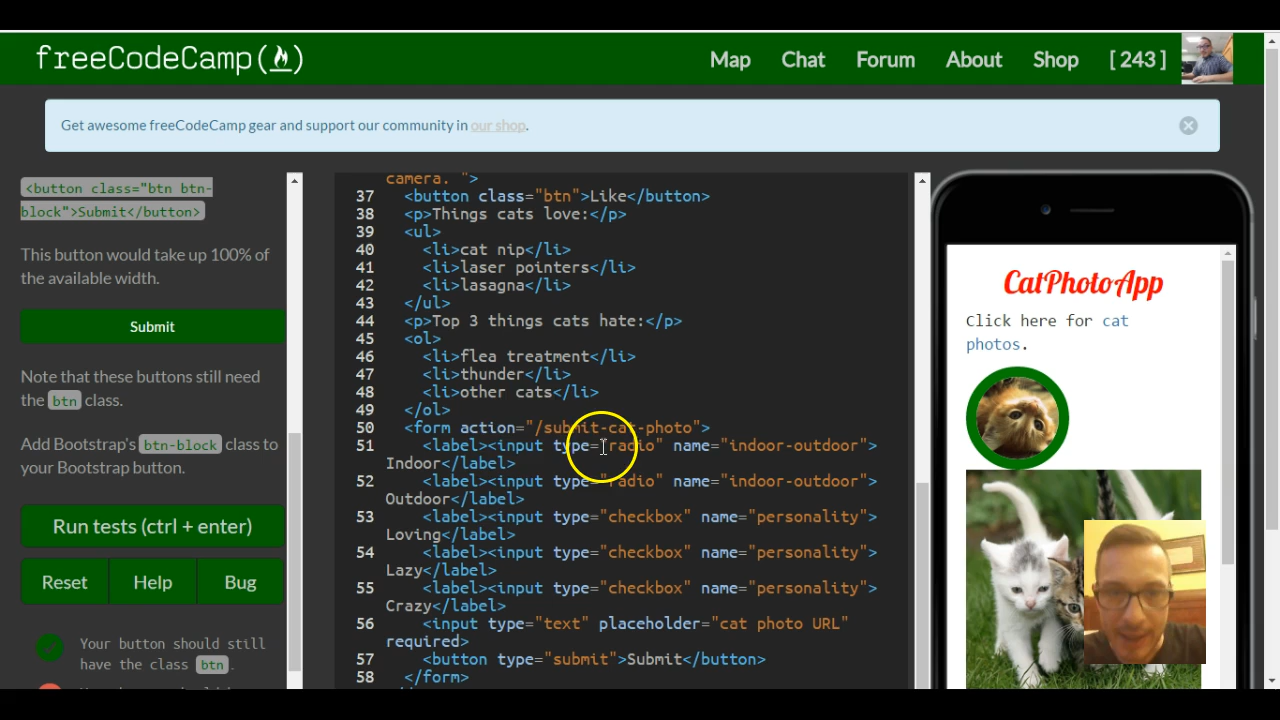 freeCodeCamp(🔥)
Map Chat Forum About Shop [ 243 ]
Get awesome freeCodeCamp gear and support our community in our shop.
<button class="btn btn-
block">Submit</button>
This button would take up 100% of
the available width.
Submit
Note that these buttons still need
the btn class.
Add Bootstrap's btn-block class to
your Bootstrap button.
Run tests (ctrl + enter)
Reset Help Bug
Your button should still
have the class btn.
camera. ">
37 <button class="btn">Like</button>
38 <p>Things cats love:</p>
39 <ul>
40 <li>cat nip</li>
41 <li>laser pointers</li>
42 <li>lasagna</li>
43 </ul>
44 <p>Top 3 things cats hate:</p>
45 <ol>
46 <li>flea treatment</li>
47 <li>thunder</li>
48 <li>other cats</li>
49 </ol>
50 <form action="/submit-cat-photo">
51 <label><input type="radio" name="indoor-outdoor">
Indoor</label>
52 <label><input type="radio" name="indoor-outdoor">
Outdoor</label>
53 <label><input type="checkbox" name="personality">
Loving</label>
54 <label><input type="checkbox" name="personality">
Lazy</label>
55 <label><input type="checkbox" name="personality">
Crazy</label>
56 <input type="text" placeholder="cat photo URL"
required>
57 <button type="submit">Submit</button>
58 </form>
CatPhotoApp
Click here for cat
photos.